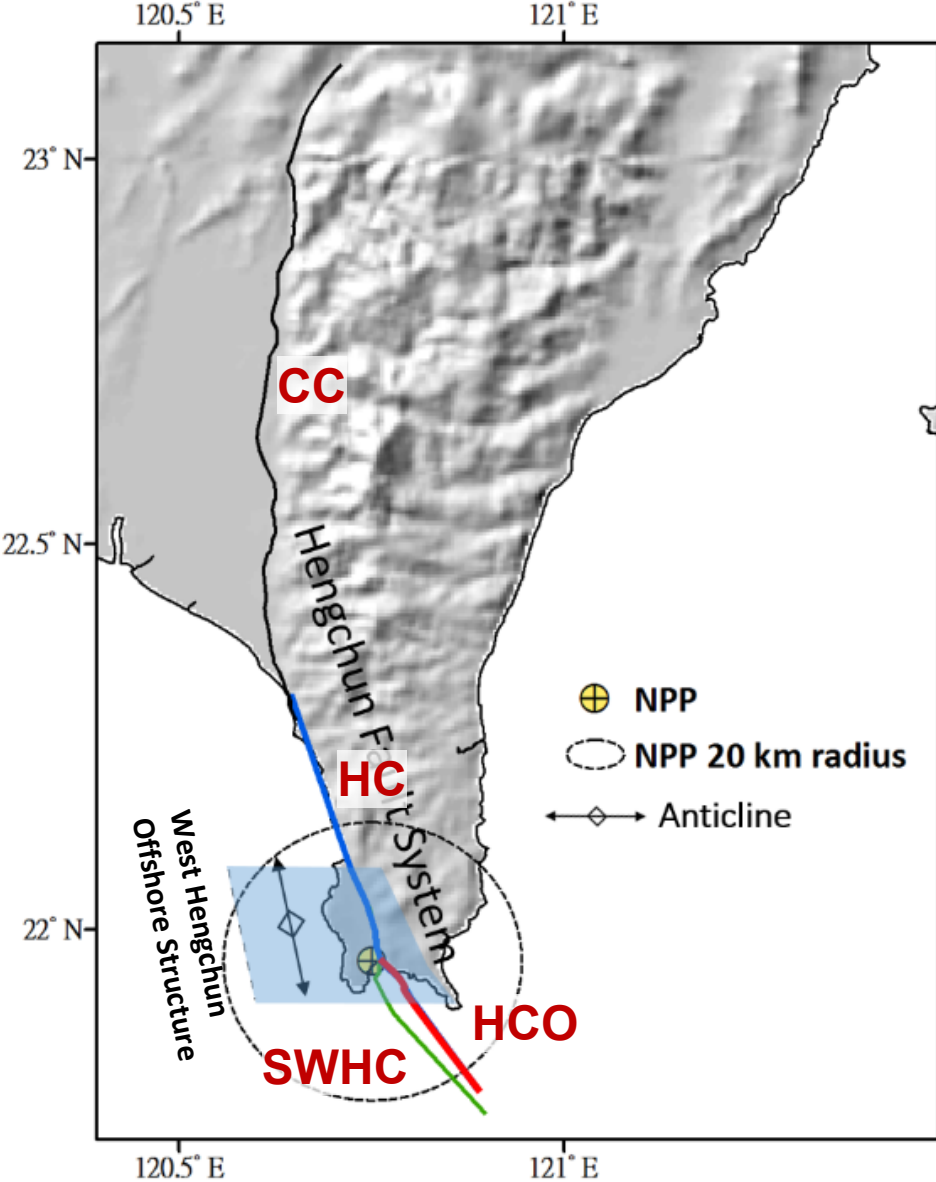 120.5° E
121° E
23° N
CC
22.5° N
Hengchun Fault System
NPP
NPP 20 km radius
HC
Anticline
West Hengchun
Offshore Structure
22° N
HCO
SWHC
120.5° E
121° E